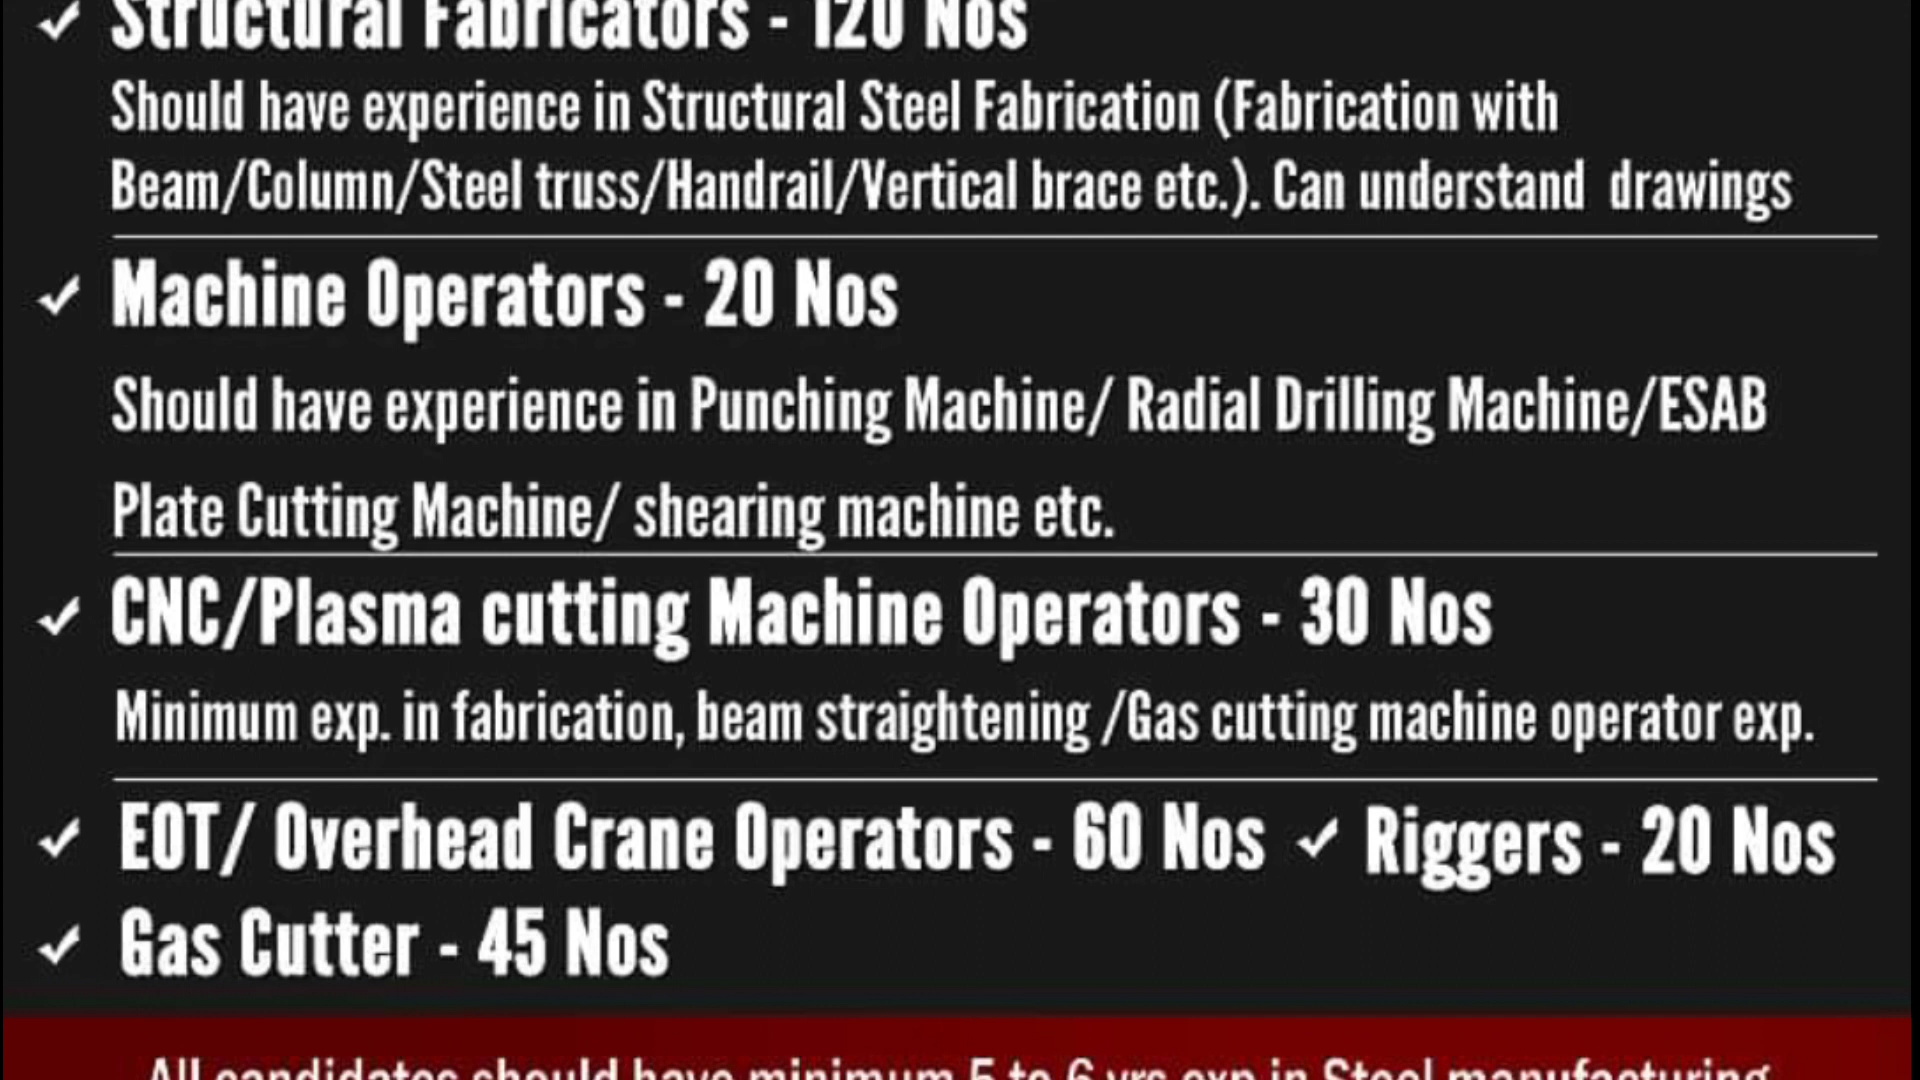 ✓ Structural Fabricators - 120 Nos
Should have experience in Structural Steel Fabrication (Fabrication with
Beam/Column/Steel truss/Handrail/Vertical brace etc.). Can understand drawings
✓ Machine Operators - 20 Nos
Should have experience in Punching Machine/ Radial Drilling Machine/ESAB
Plate Cutting Machine/ shearing machine etc.
✓ CNC/Plasma cutting Machine Operators - 30 Nos
Minimum exp. in fabrication, beam straightening /Gas cutting machine operator exp.
✓ EOT/ Overhead Crane Operators - 60 Nos ✓ Riggers - 20 Nos
✓ Gas Cutter - 45 Nos
All candidates should have minimum 5 to 6 yrs exp in Steel manufacturing